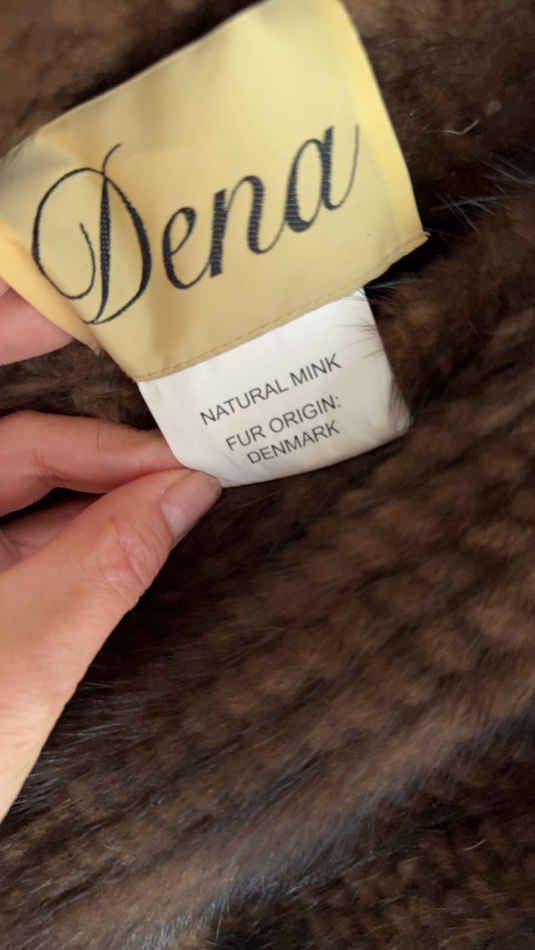 Dena
NATURAL MINK
FUR ORIGIN:
DENMARK